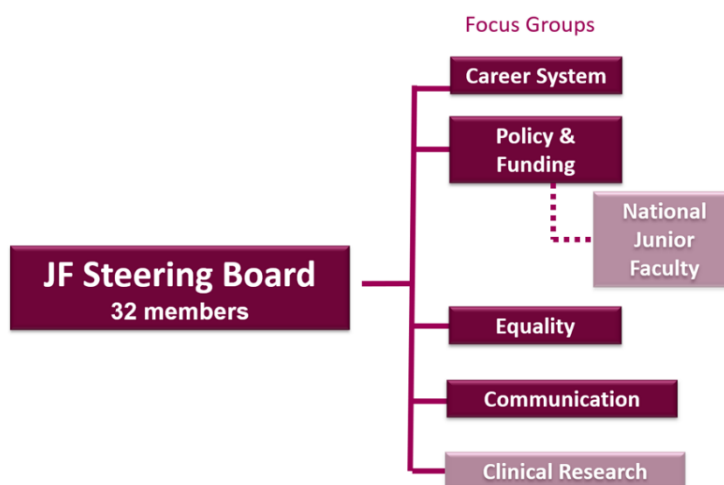 Focus Groups
Career System
Policy &
Funding
National
Junior
Faculty
JF Steering Board
32 members
Equality
Communication
Clinical Research